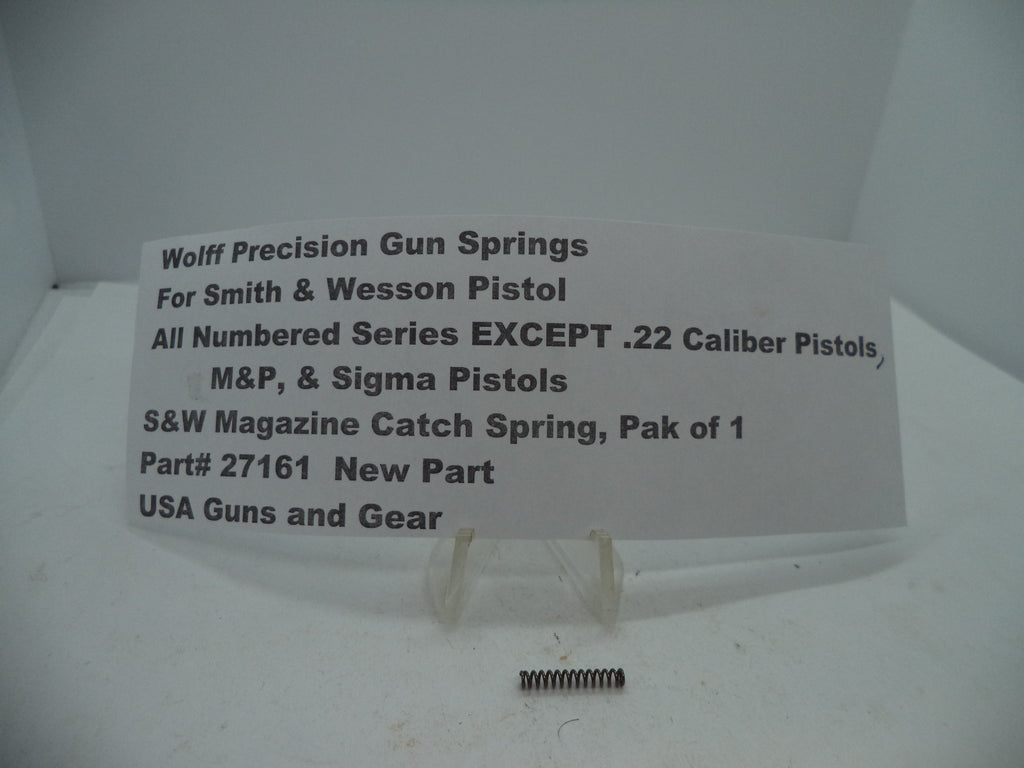 Wolff Precision Gun Springs
For Smith & Wesson Pistol
All Numbered Series EXCEPT .22 Caliber Pistols,
M&P, & Sigma Pistols
S&W Magazine Catch Spring, Pak of 1
Part# 27161 New Part
USA Guns and Gear